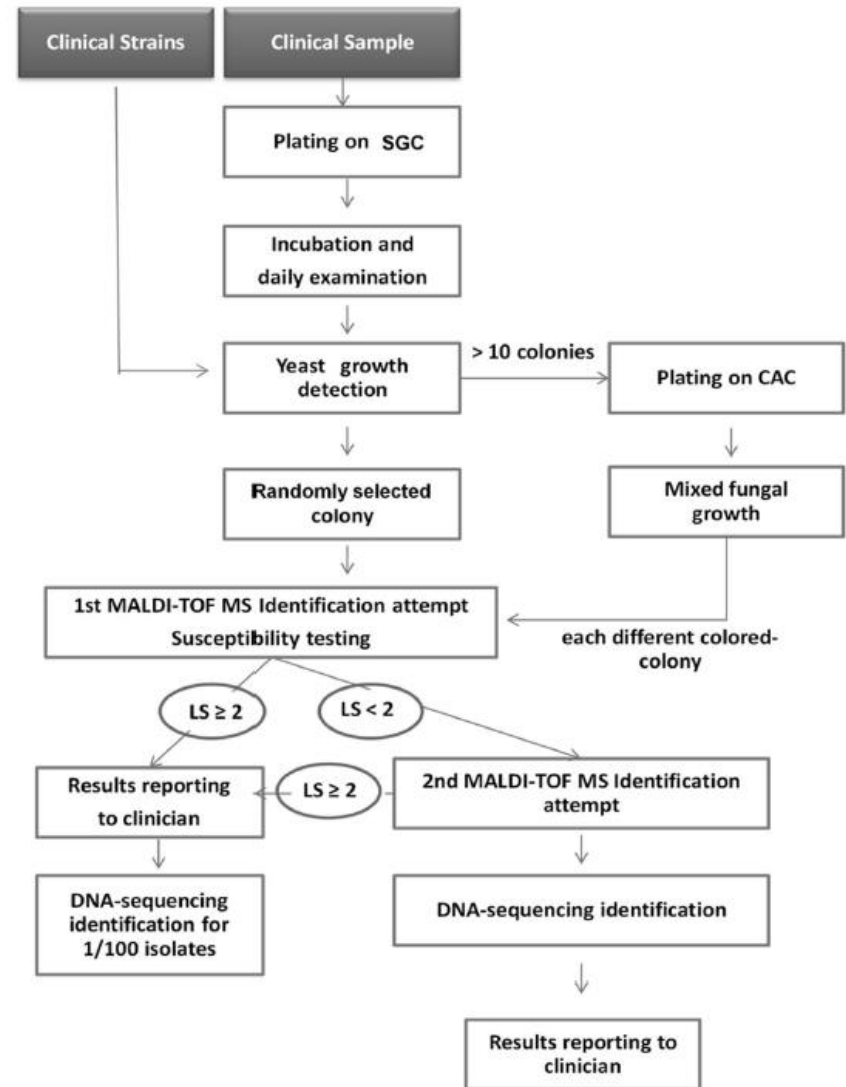 Clinical Strains
Clinical Sample
Plating on SGC
Incubation and
daily examination
Yeast growth
detection
> 10 colonies
Plating on CAC
Randomly selected
colony
Mixed fungal
growth
1st MALDI-TOF MS Identification attempt
Susceptibility testing
each different colored-
colony
LS ≥ 2
LS < 2
Results reporting
to clinician
LS ≥ 2
2nd MALDI-TOF MS Identification
attempt
DNA-sequencing
identification for
1/100 isolates
DNA-sequencing identification
Results reporting to
clinician